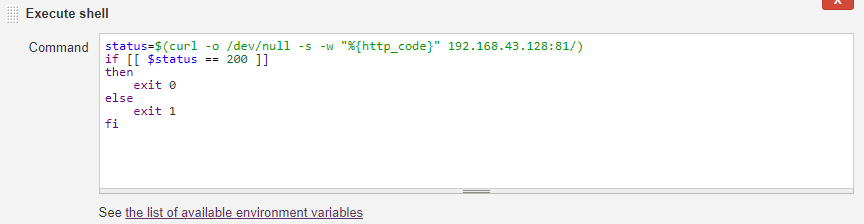 X
Execute shell
Command
status=$(curl -o /dev/null -s -w "%{http_code}" 192.168.43.128:81/)
if [[ $status == 200 ]]
then
    exit 0
else
    exit 1
fi
See the list of available environment variables